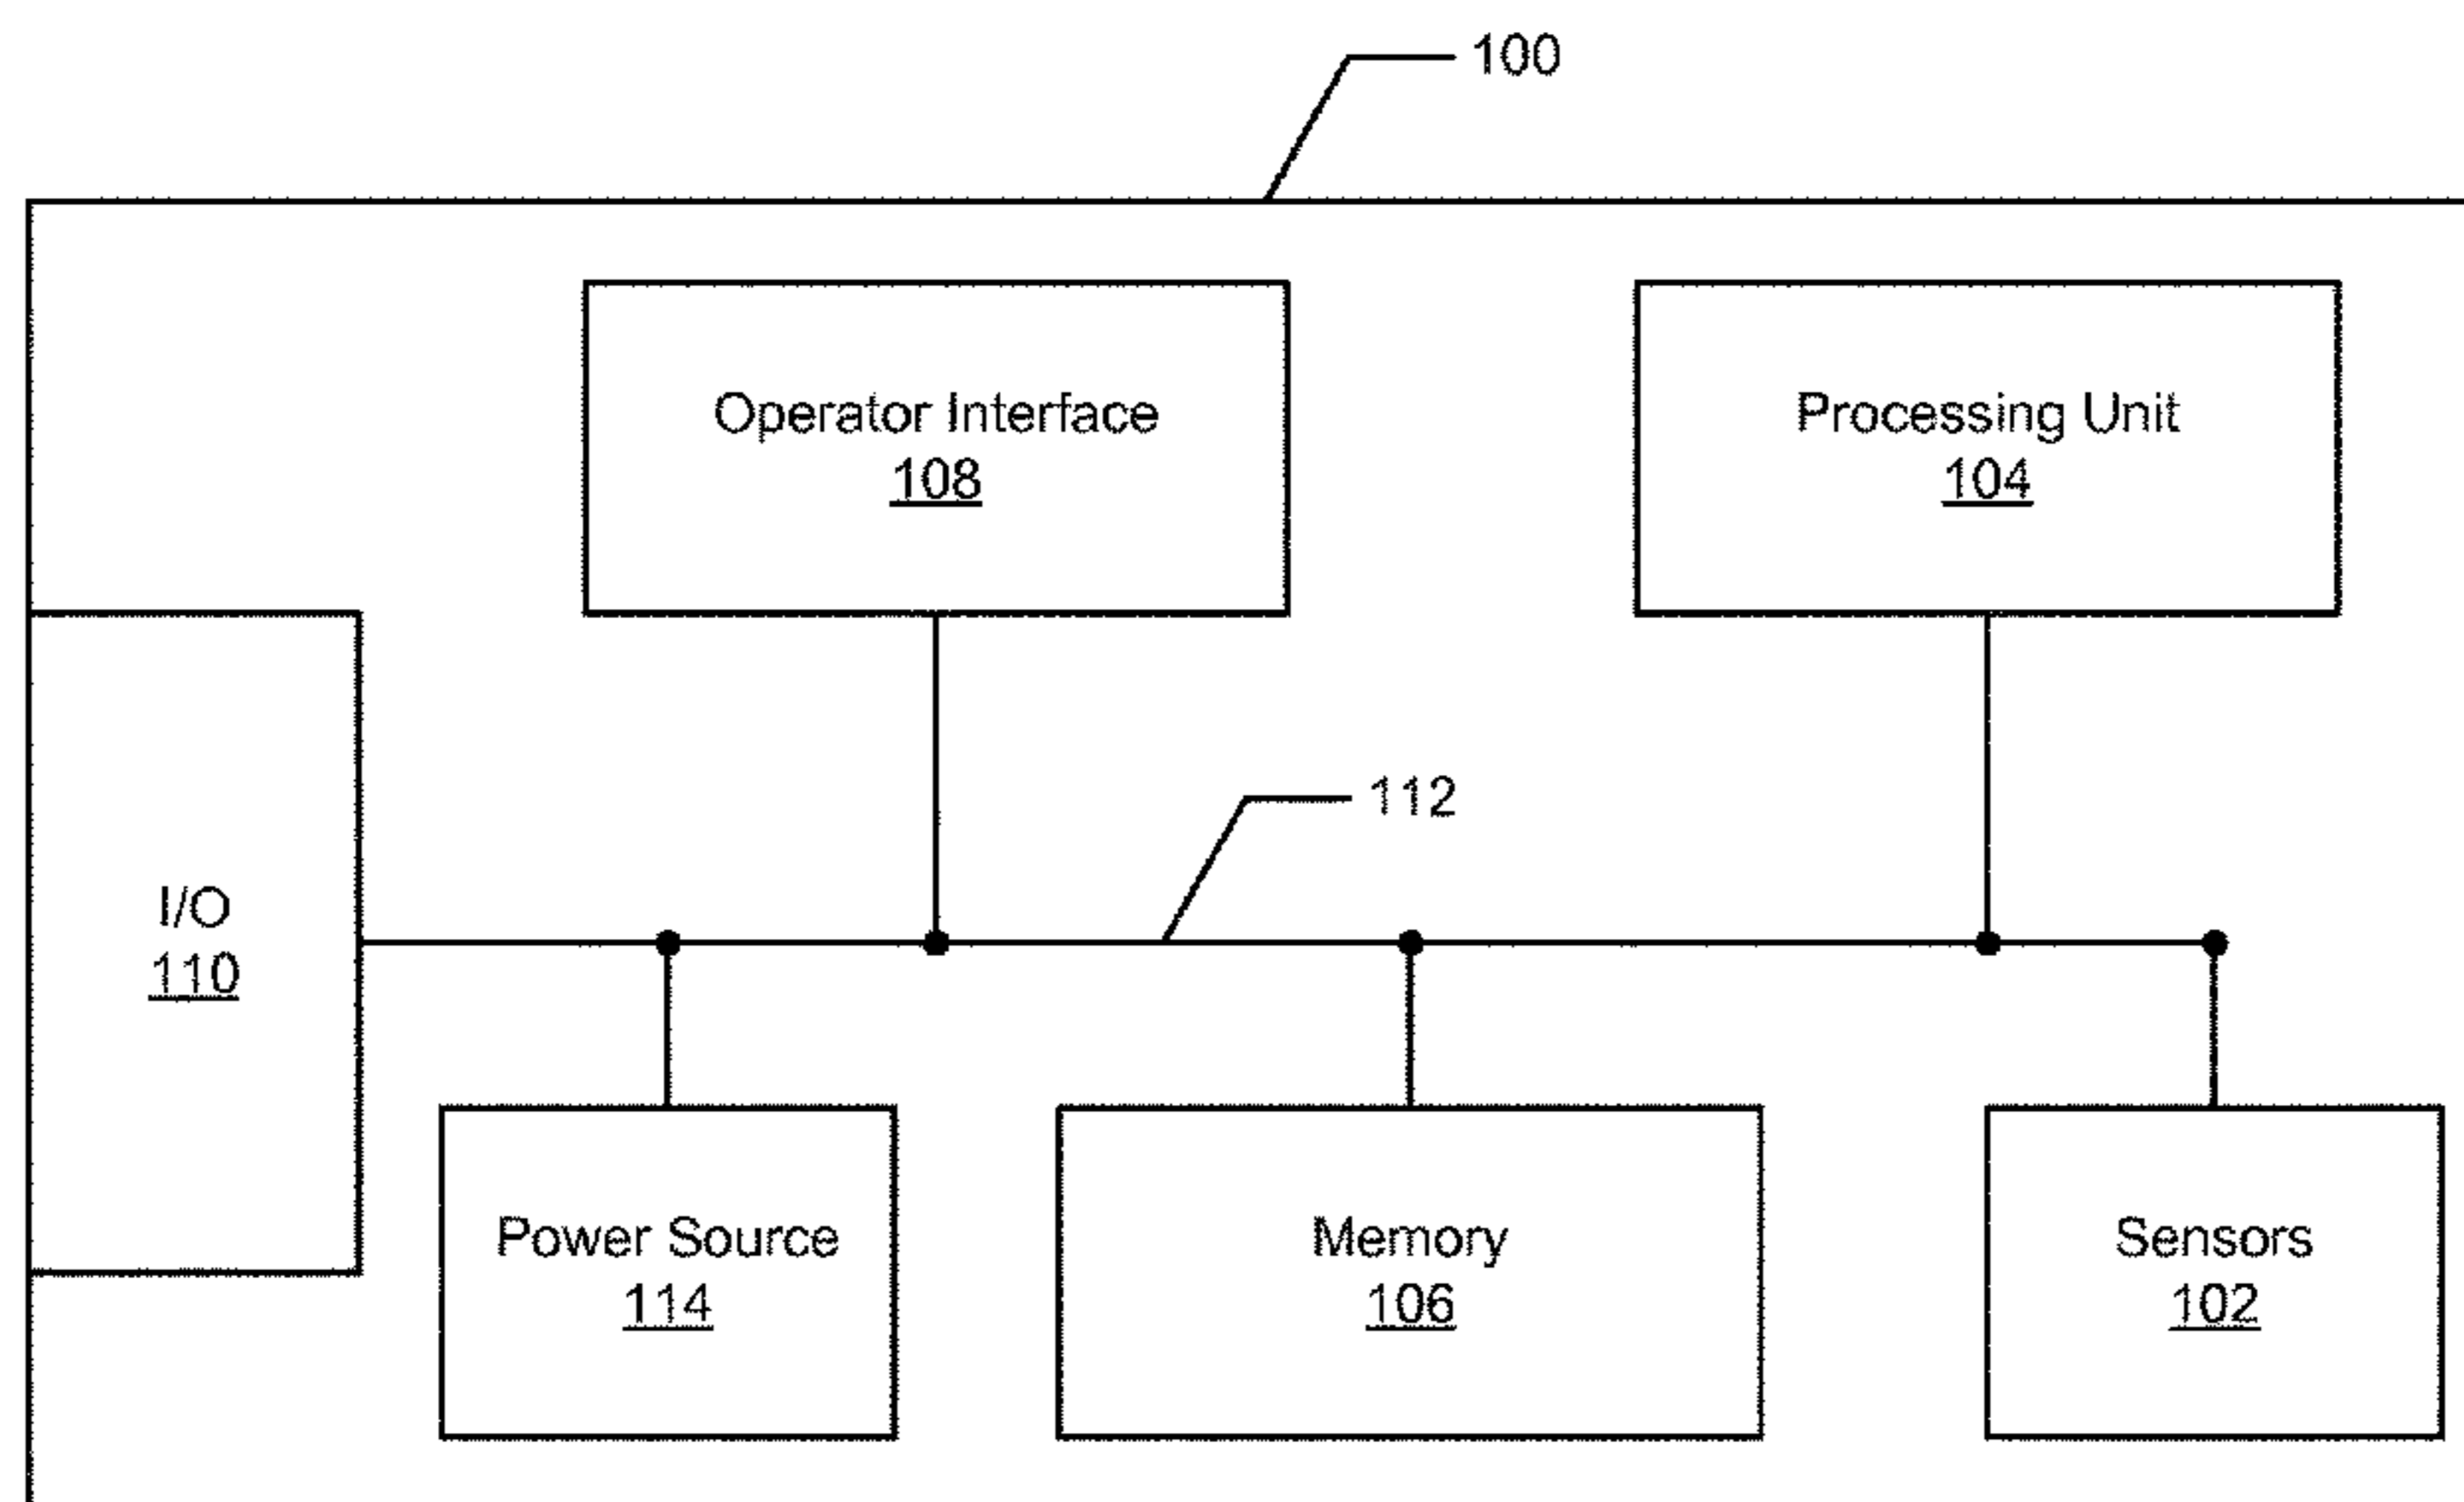 100
Operator Interface
108
Processing Unit
104
112
I/O
110
Power Source
114
Memory
106
Sensors
102